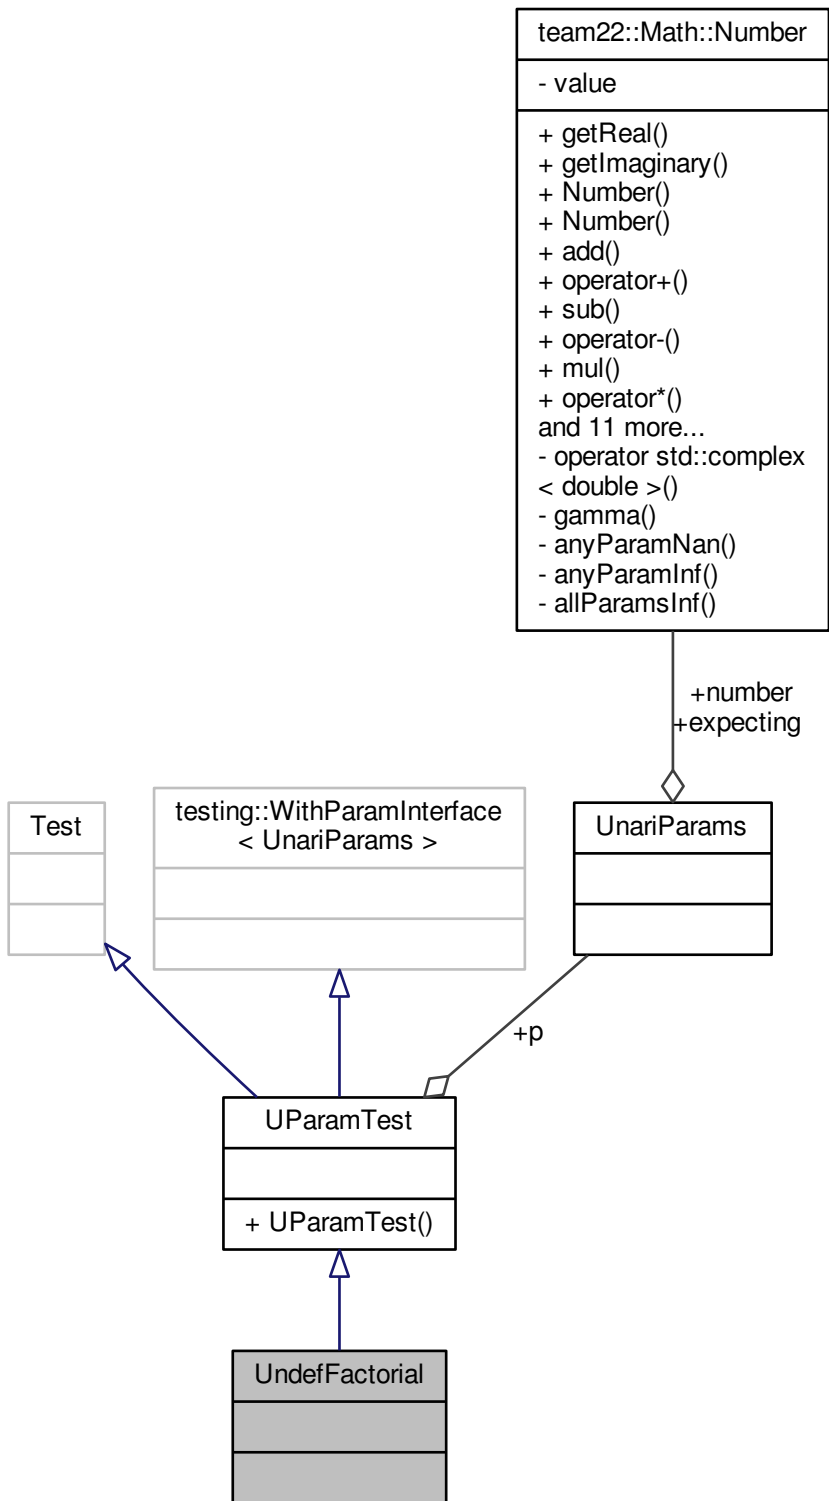 team22::Math::Number
- value
+ getReal()
+ getImaginary()
+ Number()
+ Number()
+ add()
+ operator+()
+ sub()
+ operator-()
+ mul()
+ operator*()
and 11 more...
- operator std::complex
< double >()
- gamma()
- anyParamNan()
- anyParamInf()
- allParamsInf()
+number
+expecting
Test
testing::WithParamInterface
< UnariParams >
UnariParams
+p
UParamTest
+ UParamTest()
UndefFactorial